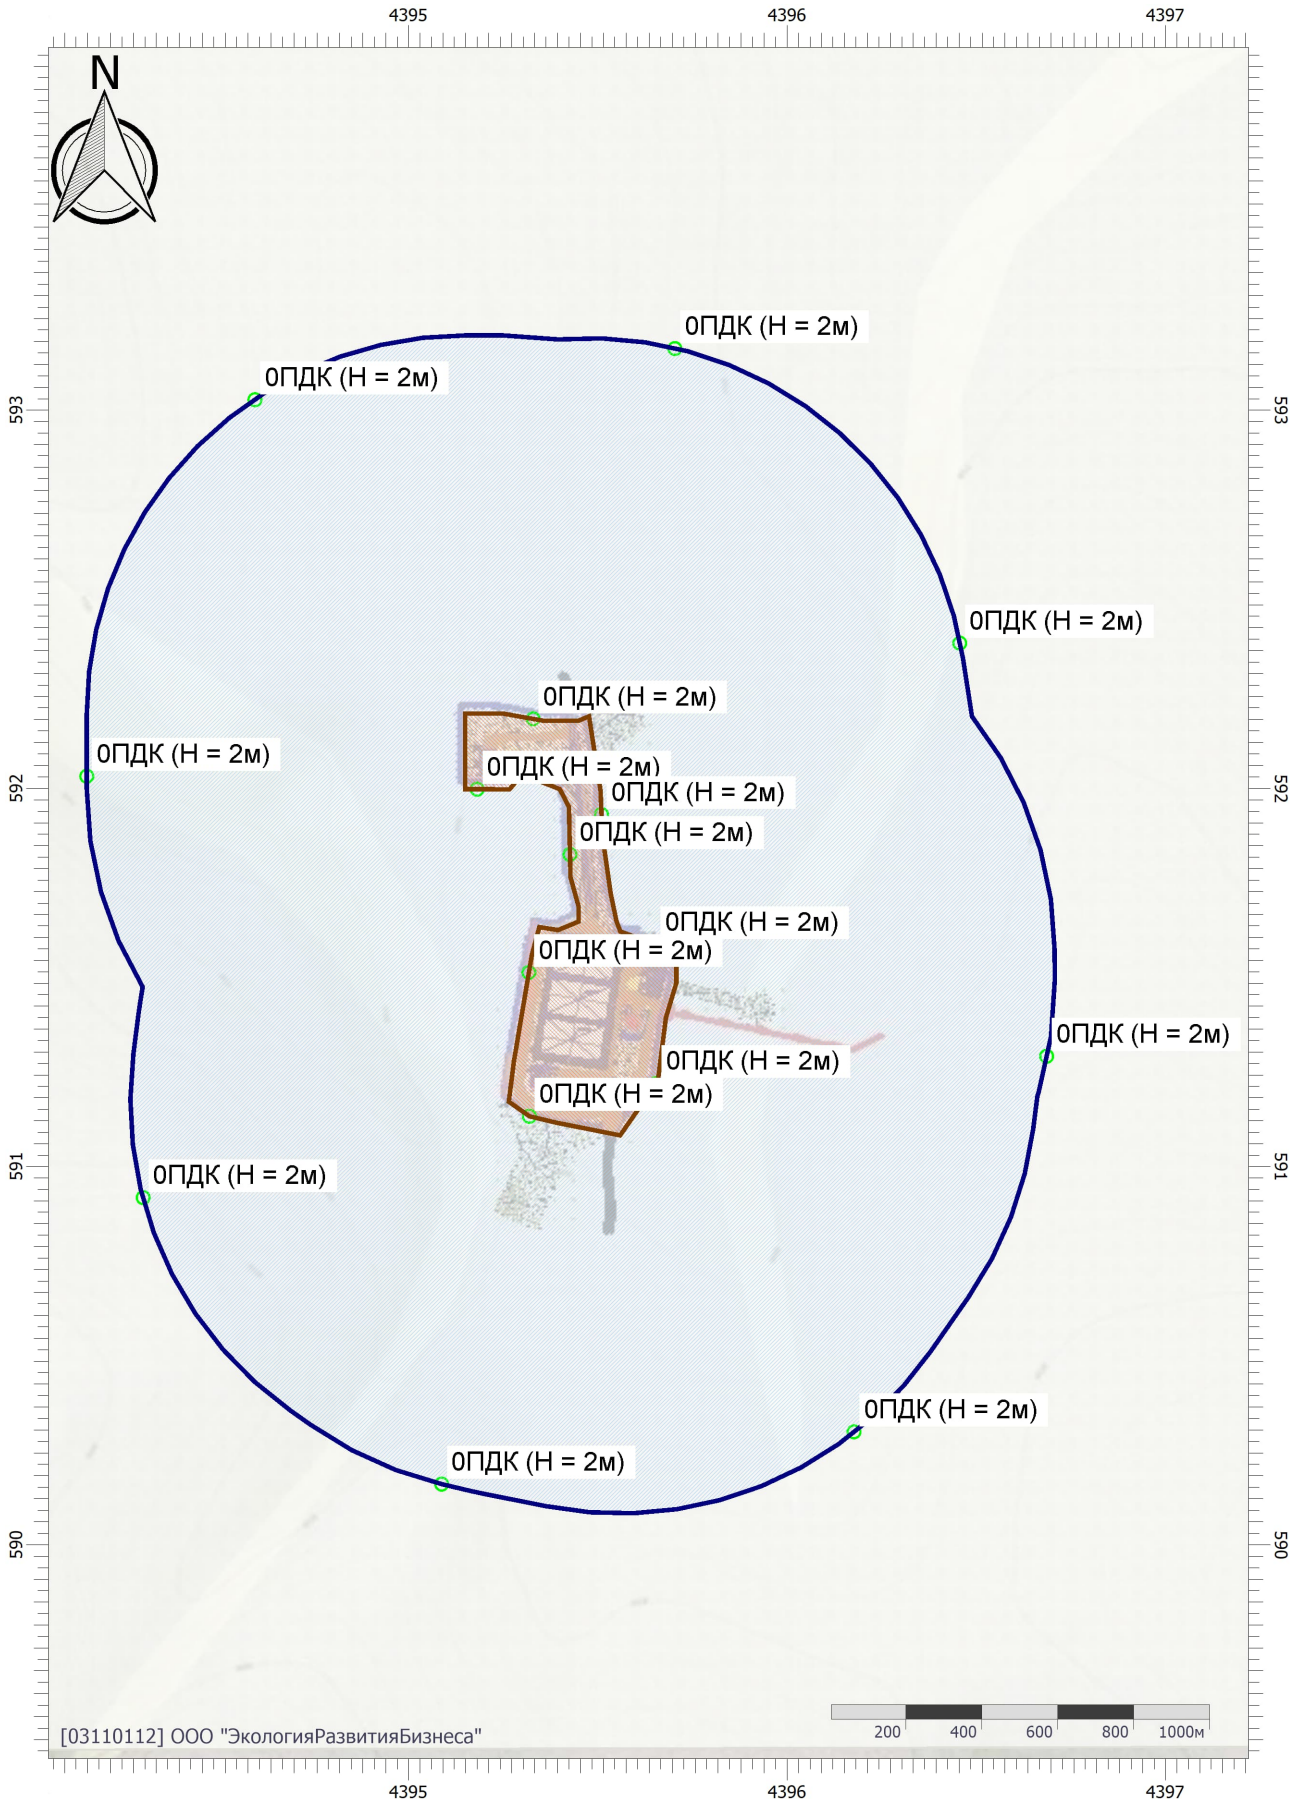 4395 4396 4397
N
0ПДК (H = 2м)
0ПДК (H = 2м)
593 593
0ПДК (H = 2м)
0ПДК (H = 2м)
0ПДК (H = 2м)
0ПДК (H = 2м)
592 592
0ПДК (H = 2м)
0ПДК (H = 2м)
0ПДК (H = 2м)
0ПДК (H = 2м)
0ПДК (H = 2м)
0ПДК (H = 2м)
0ПДК (H = 2м)
591 591
0ПДК (H = 2м)
0ПДК (H = 2м)
0ПДК (H = 2м)
590 590
200 400 600 800 1000м
[03110112] ООО "ЭкологияРазвитияБизнеса"
4395 4396 4397